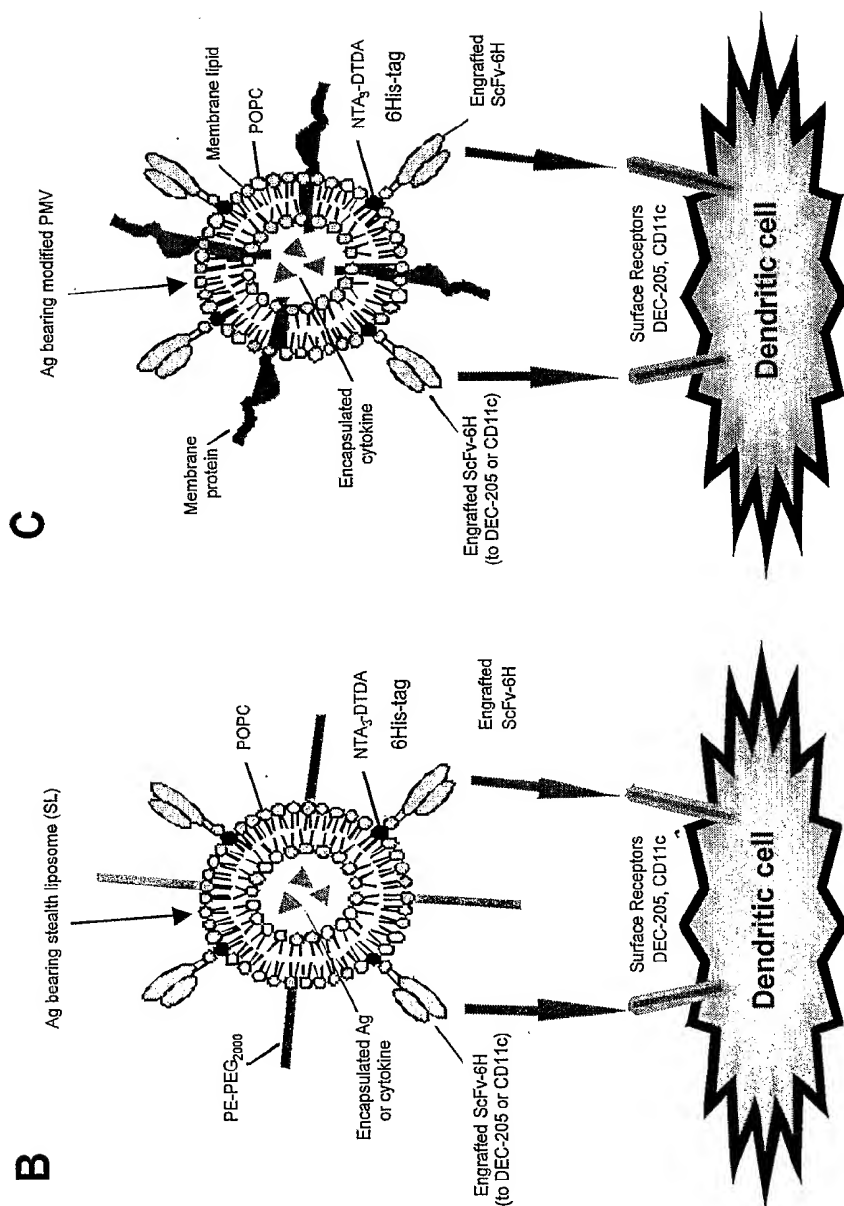 B
Ag bearing stealth liposome (SL)
POPC
NTA3-DTDA
6His-tag
PE-PEG2000
Encapsulated Ag
or cytokine
Engrafted ScFv-6H
(to DEC-205 or CD11c)
Engrafted
ScFv-6H
Surface Receptors
DEC-205, CD11c
Dendritic cell
C
Ag bearing modified PMV
Membrane lipid
POPC
NTA3-DTDA
6His-tag
Membrane
protein
Encapsulated
cytokine
Engrafted ScFv-6H
(to DEC-205 or CD11c)
Engrafted
ScFv-6H
Surface Receptors
DEC-205, CD11c
Dendritic cell